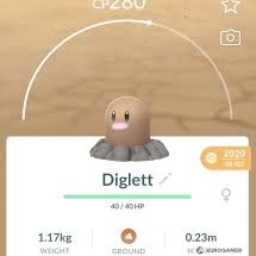 CP280
2020
Diglett
40 / 40 HP
1.17kg
0.23m
WEIGHT
GROUND
H
EUROGAMER